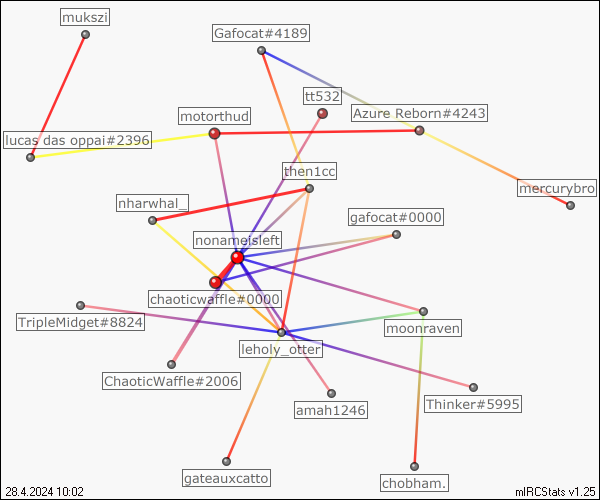 mukszi
Gafocat#4189
tt532
motorthud
Azure Reborn#4243
lucas das oppai#2396
then1cc
mercurybro
nharwhal_
gafocat#0000
nonameisleft
chaoticwaffle#0000
TripleMidget#8824
moonraven
leholy_otter
ChaoticWaffle#2006
amah1246
Thinker#5995
gateauxcatto
chobham.
28.4.2024 10:02
mIRCStats v1.25